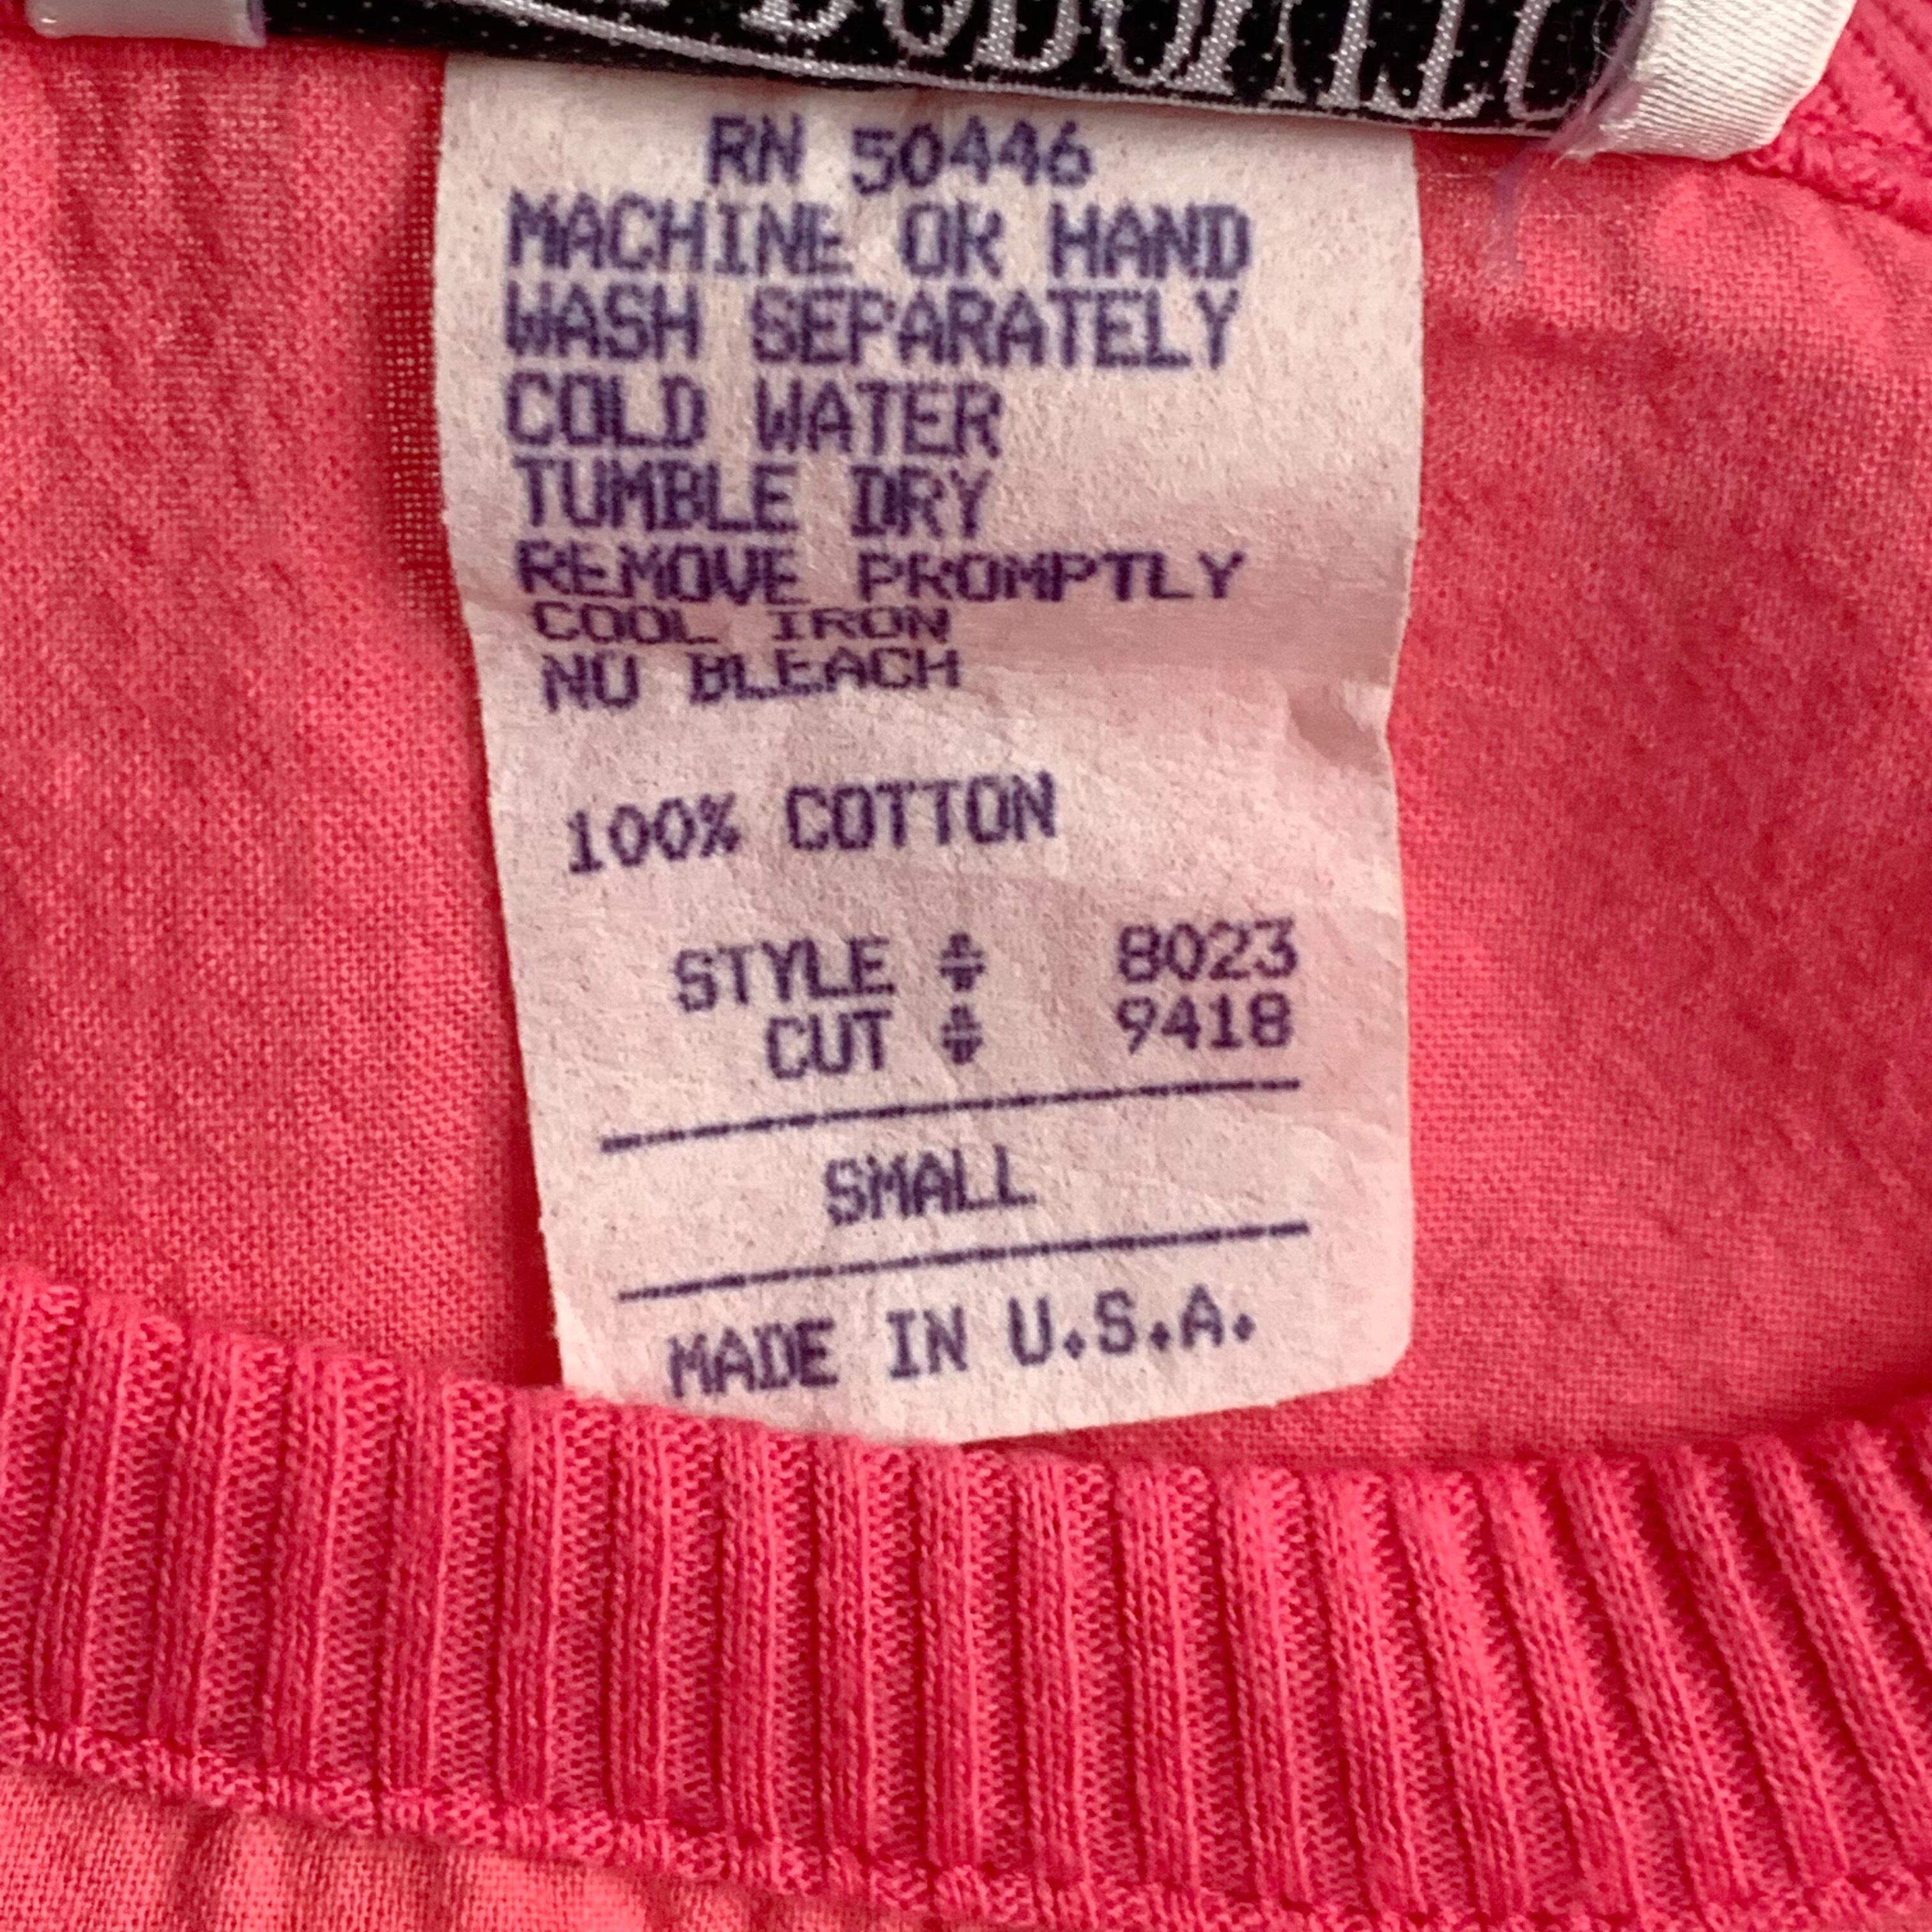 RN 50446
MACHINE OR HAND
WASH SEPARATELY
COLD WATER
TUMBLE DRY
REMOVE PROMPTLY
COOL IRON
NO BLEACH
100% COTTON
STYLE # 8023
CUT # 9418
SMALL
MADE IN U.S.A.